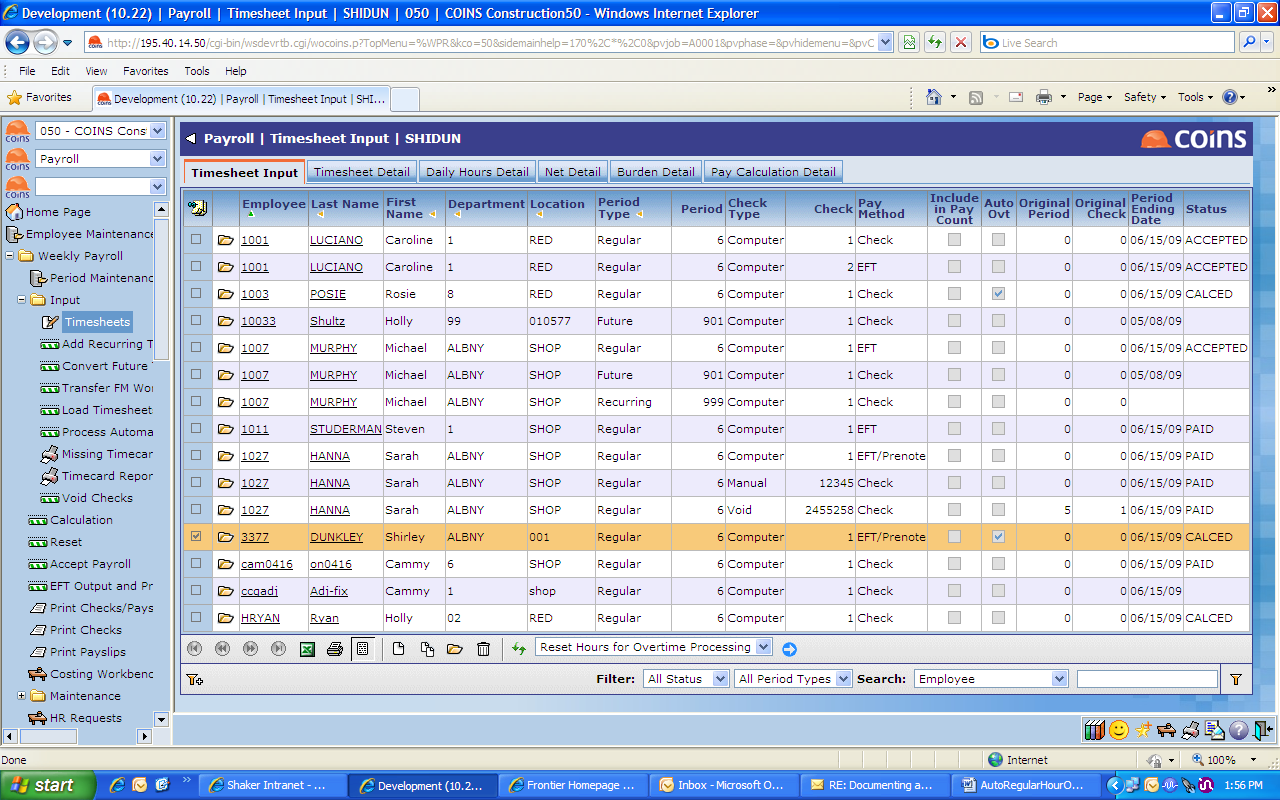 Development (10.22) | Payroll | Timesheet Input | SHIDUN | 050 | COINS Construction50 - Windows Internet Explorer
http://195.40.14.50/cgi-bin/wsdevrtb.cgi/wocoins.p?TopMenu=%WPR&kco=50&sidemainhelp=170%2C*%2C0&pvjob=A0001&pvphase=&pvhidemenu=&pvC Live Search
File Edit View Favorites Tools Help
Favorites Development (10.22) | Payroll | Timesheet Input | SHI... Page Safety Tools
coins 050 - COINS Cons
coins Payroll
coins
Home Page
Employee Maintenance
Weekly Payroll
Period Maintenanc
Input
Timesheets
Add Recurring T
Convert Future
Transfer FM Wor
Load Timesheet
Process Automa
Missing Timecar
Timecard Repor
Void Checks
Calculation
Reset
Accept Payroll
EFT Output and Pr
Print Checks/Pays
Print Checks
Print Payslips
Costing Workbenc
Maintenance
HR Requests
Payroll | Timesheet Input | SHIDUN coins
Timesheet Input Timesheet Detail Daily Hours Detail Net Detail Burden Detail Pay Calculation Detail
Employee Last Name First Name Department Location Period Type Period Check Type Check Pay Method Include in Pay Count Auto Ovt Original Period Original Check Period Ending Date Status
1001 LUCIANO Caroline 1 RED Regular 6 Computer 1 Check 0 0 06/15/09 ACCEPTED
1001 LUCIANO Caroline 1 RED Regular 6 Computer 2 EFT 0 0 06/15/09 ACCEPTED
1003 POSIE Rosie 8 RED Regular 6 Computer 1 Check 0 0 06/15/09 CALCED
10033 Shultz Holly 99 010577 Future 901 Computer 1 Check 0 0 05/08/09
1007 MURPHY Michael ALBNY SHOP Regular 6 Computer 1 EFT 0 0 06/15/09 ACCEPTED
1007 MURPHY Michael ALBNY SHOP Future 901 Computer 1 Check 0 0 05/08/09
1007 MURPHY Michael ALBNY SHOP Recurring 999 Computer 1 Check 0 0
1011 STUDERMAN Steven 1 SHOP Regular 6 Computer 1 EFT 0 0 06/15/09 PAID
1027 HANNA Sarah ALBNY SHOP Regular 6 Computer 1 EFT/Prenote 0 0 06/15/09 PAID
1027 HANNA Sarah ALBNY SHOP Regular 6 Manual 12345 Check 0 0 06/15/09 PAID
1027 HANNA Sarah ALBNY SHOP Regular 6 Void 2455258 Check 5 1 06/15/09 PAID
3377 DUNKLEY Shirley ALBNY 001 Regular 6 Computer 1 EFT/Prenote 0 0 06/15/09 CALCED
cam0416 on0416 Cammy 6 SHOP Regular 6 Computer 1 Check 0 0 06/15/09 PAID
ccqadj Adj-fix Cammy 1 shop Regular 6 Computer 1 Check 0 0 06/15/09
HRYAN Ryan Holly 02 RED Regular 6 Computer 1 Check 0 0 06/15/09 CALCED
Reset Hours for Overtime Processing
Filter: All Status All Period Types Search: Employee
Done Internet 100%
start Shaker Intranet - ... Development (10.2... Frontier Homepage ... Inbox - Microsoft O... RE: Documenting a... AutoRegularHourO... 1:56 PM